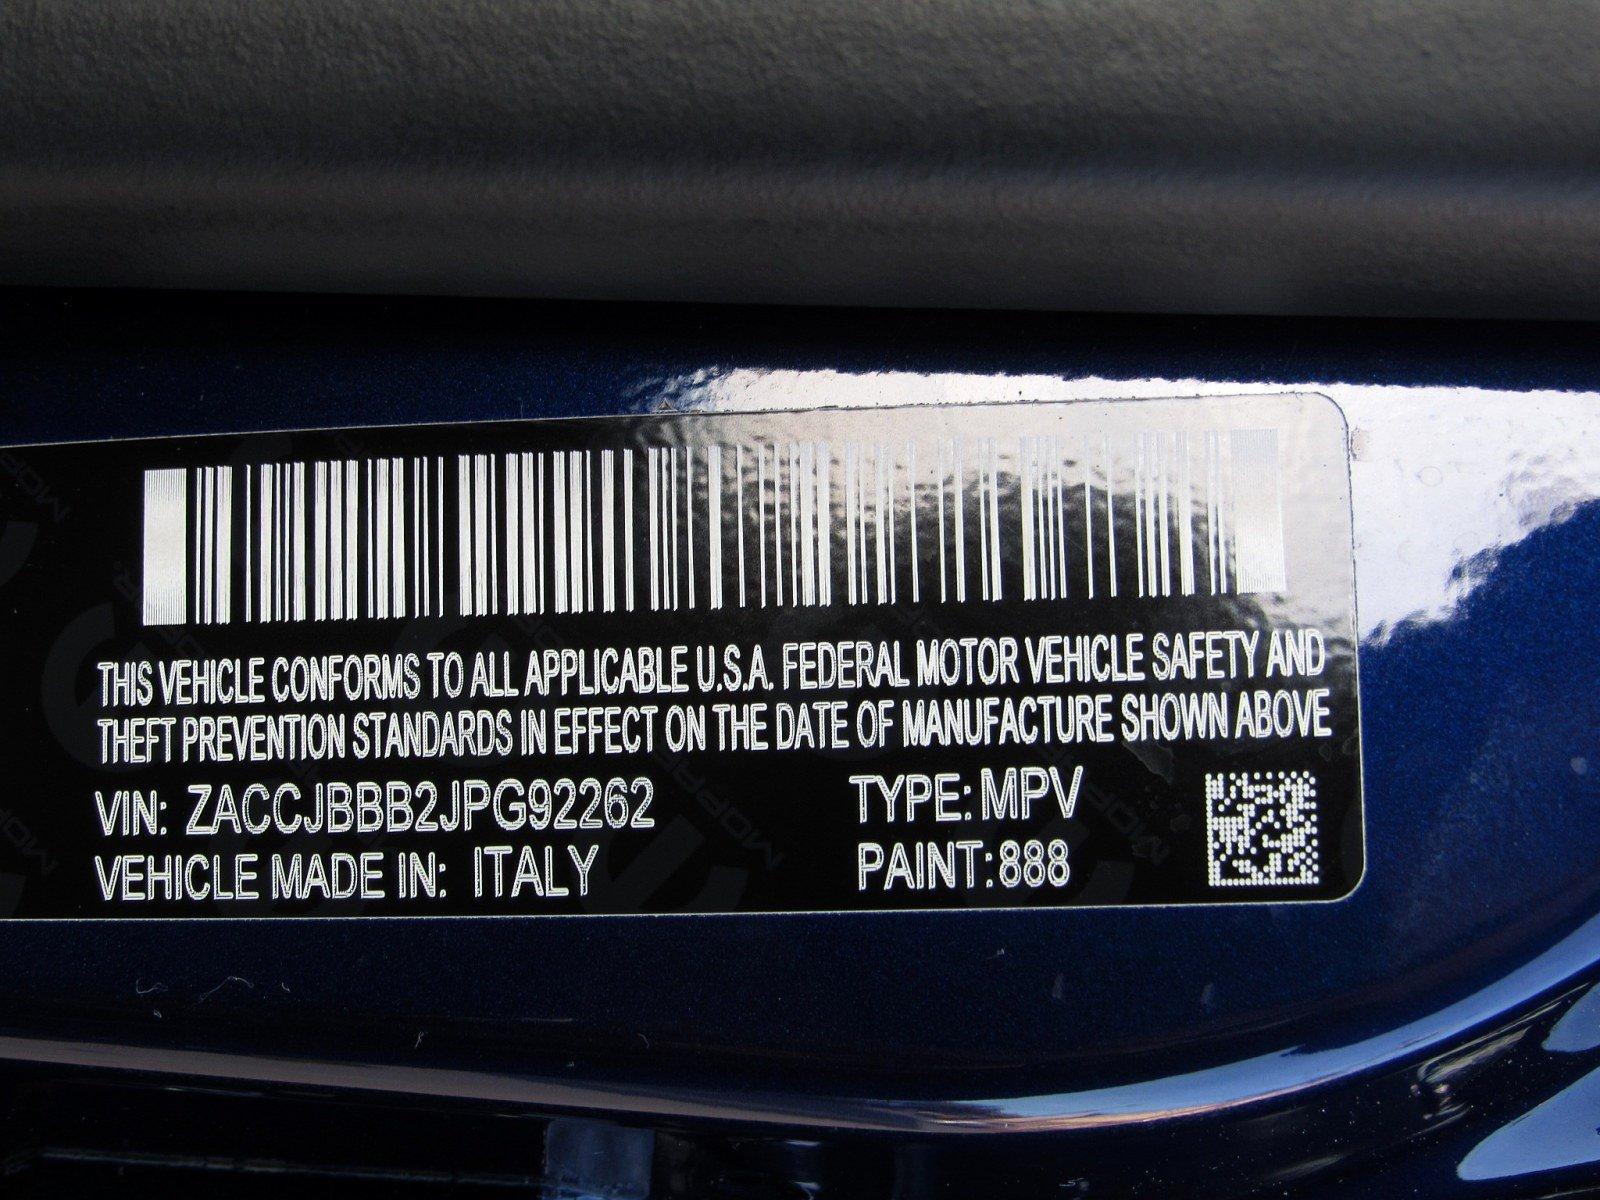 THIS VEHICLE CONFORMS TO ALL APPLICABLE U.S.A. FEDERAL MOTOR VEHICLE SAFETY AND
THEFT PREVENTION STANDARDS IN EFFECT ON THE DATE OF MANUFACTURE SHOWN ABOVE
VIN: ZACCJBBB2JPG92262 TYPE: MPV
VEHICLE MADE IN: ITALY PAINT: 888